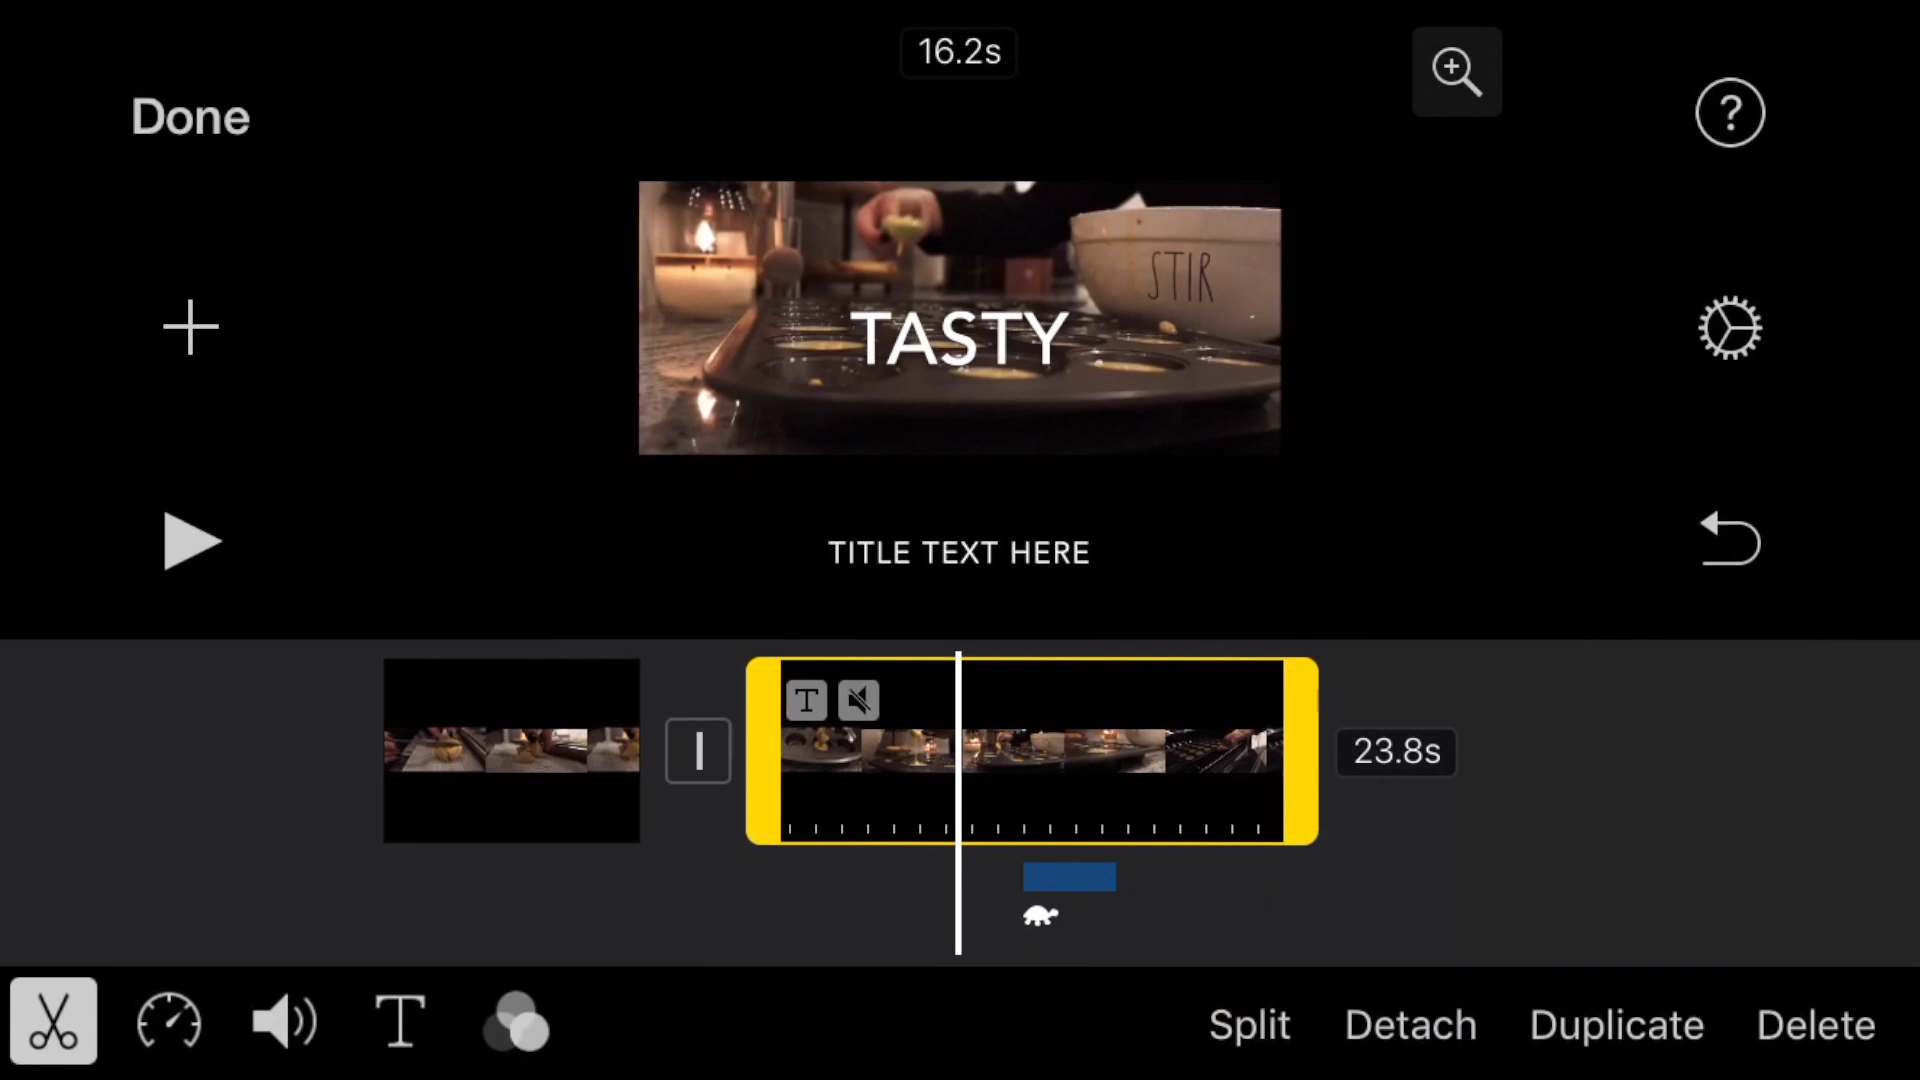 16.2s
Done
?
STIR
TASTY
TITLE TEXT HERE
T
23.8s
T
Split Detach Duplicate Delete